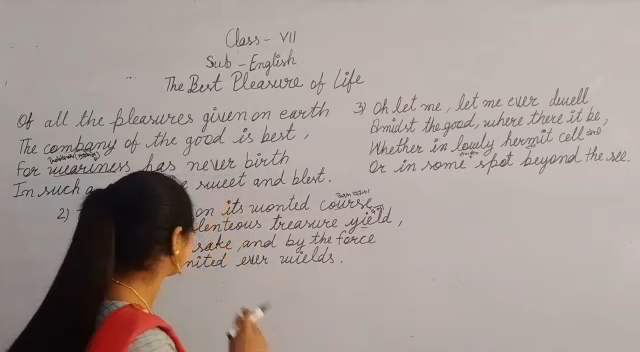 Class - VII
Sub - English
The Best Pleasure of Life
Of all the pleasures given on earth
The company of the good is best,
For weariness has never birth
In such a sweet and blest.
2) on its wonted course
plenteous treasure yield,
sake, and by the force
united ever wields.
3) Oh let me, let me ever dwell
Amidst the good, where there it be,
Whether in lowly hermit cell
Or in some spot beyond the see.